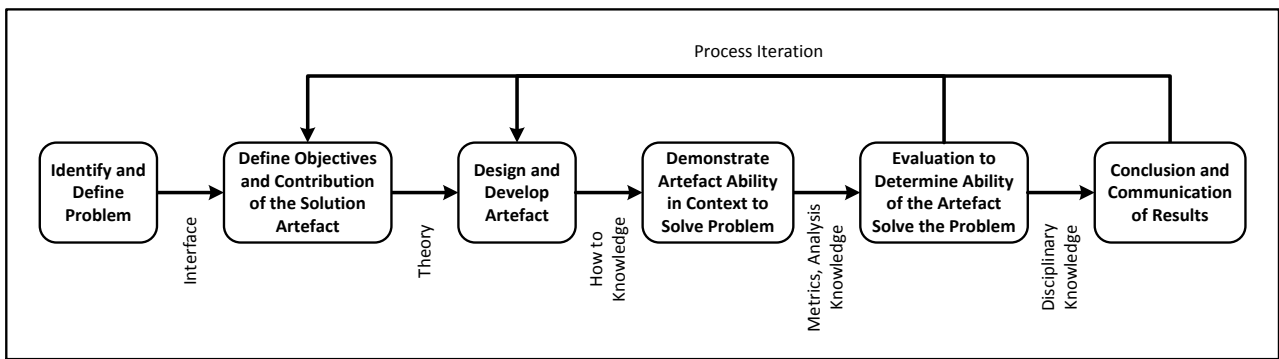 Process Iteration
Identify and
Define
Problem
Interface
Define Objectives
and Contribution
of the Solution
Artefact
Theory
Design and
Develop
Artefact
How to
Knowledge
Demonstrate
Artefact Ability
in Context to
Solve Problem
Metrics, Analysis
Knowledge
Evaluation to
Determine Ability
of the Artefact
Solve the Problem
Disciplinary
Knowledge
Conclusion and
Communication
of Results